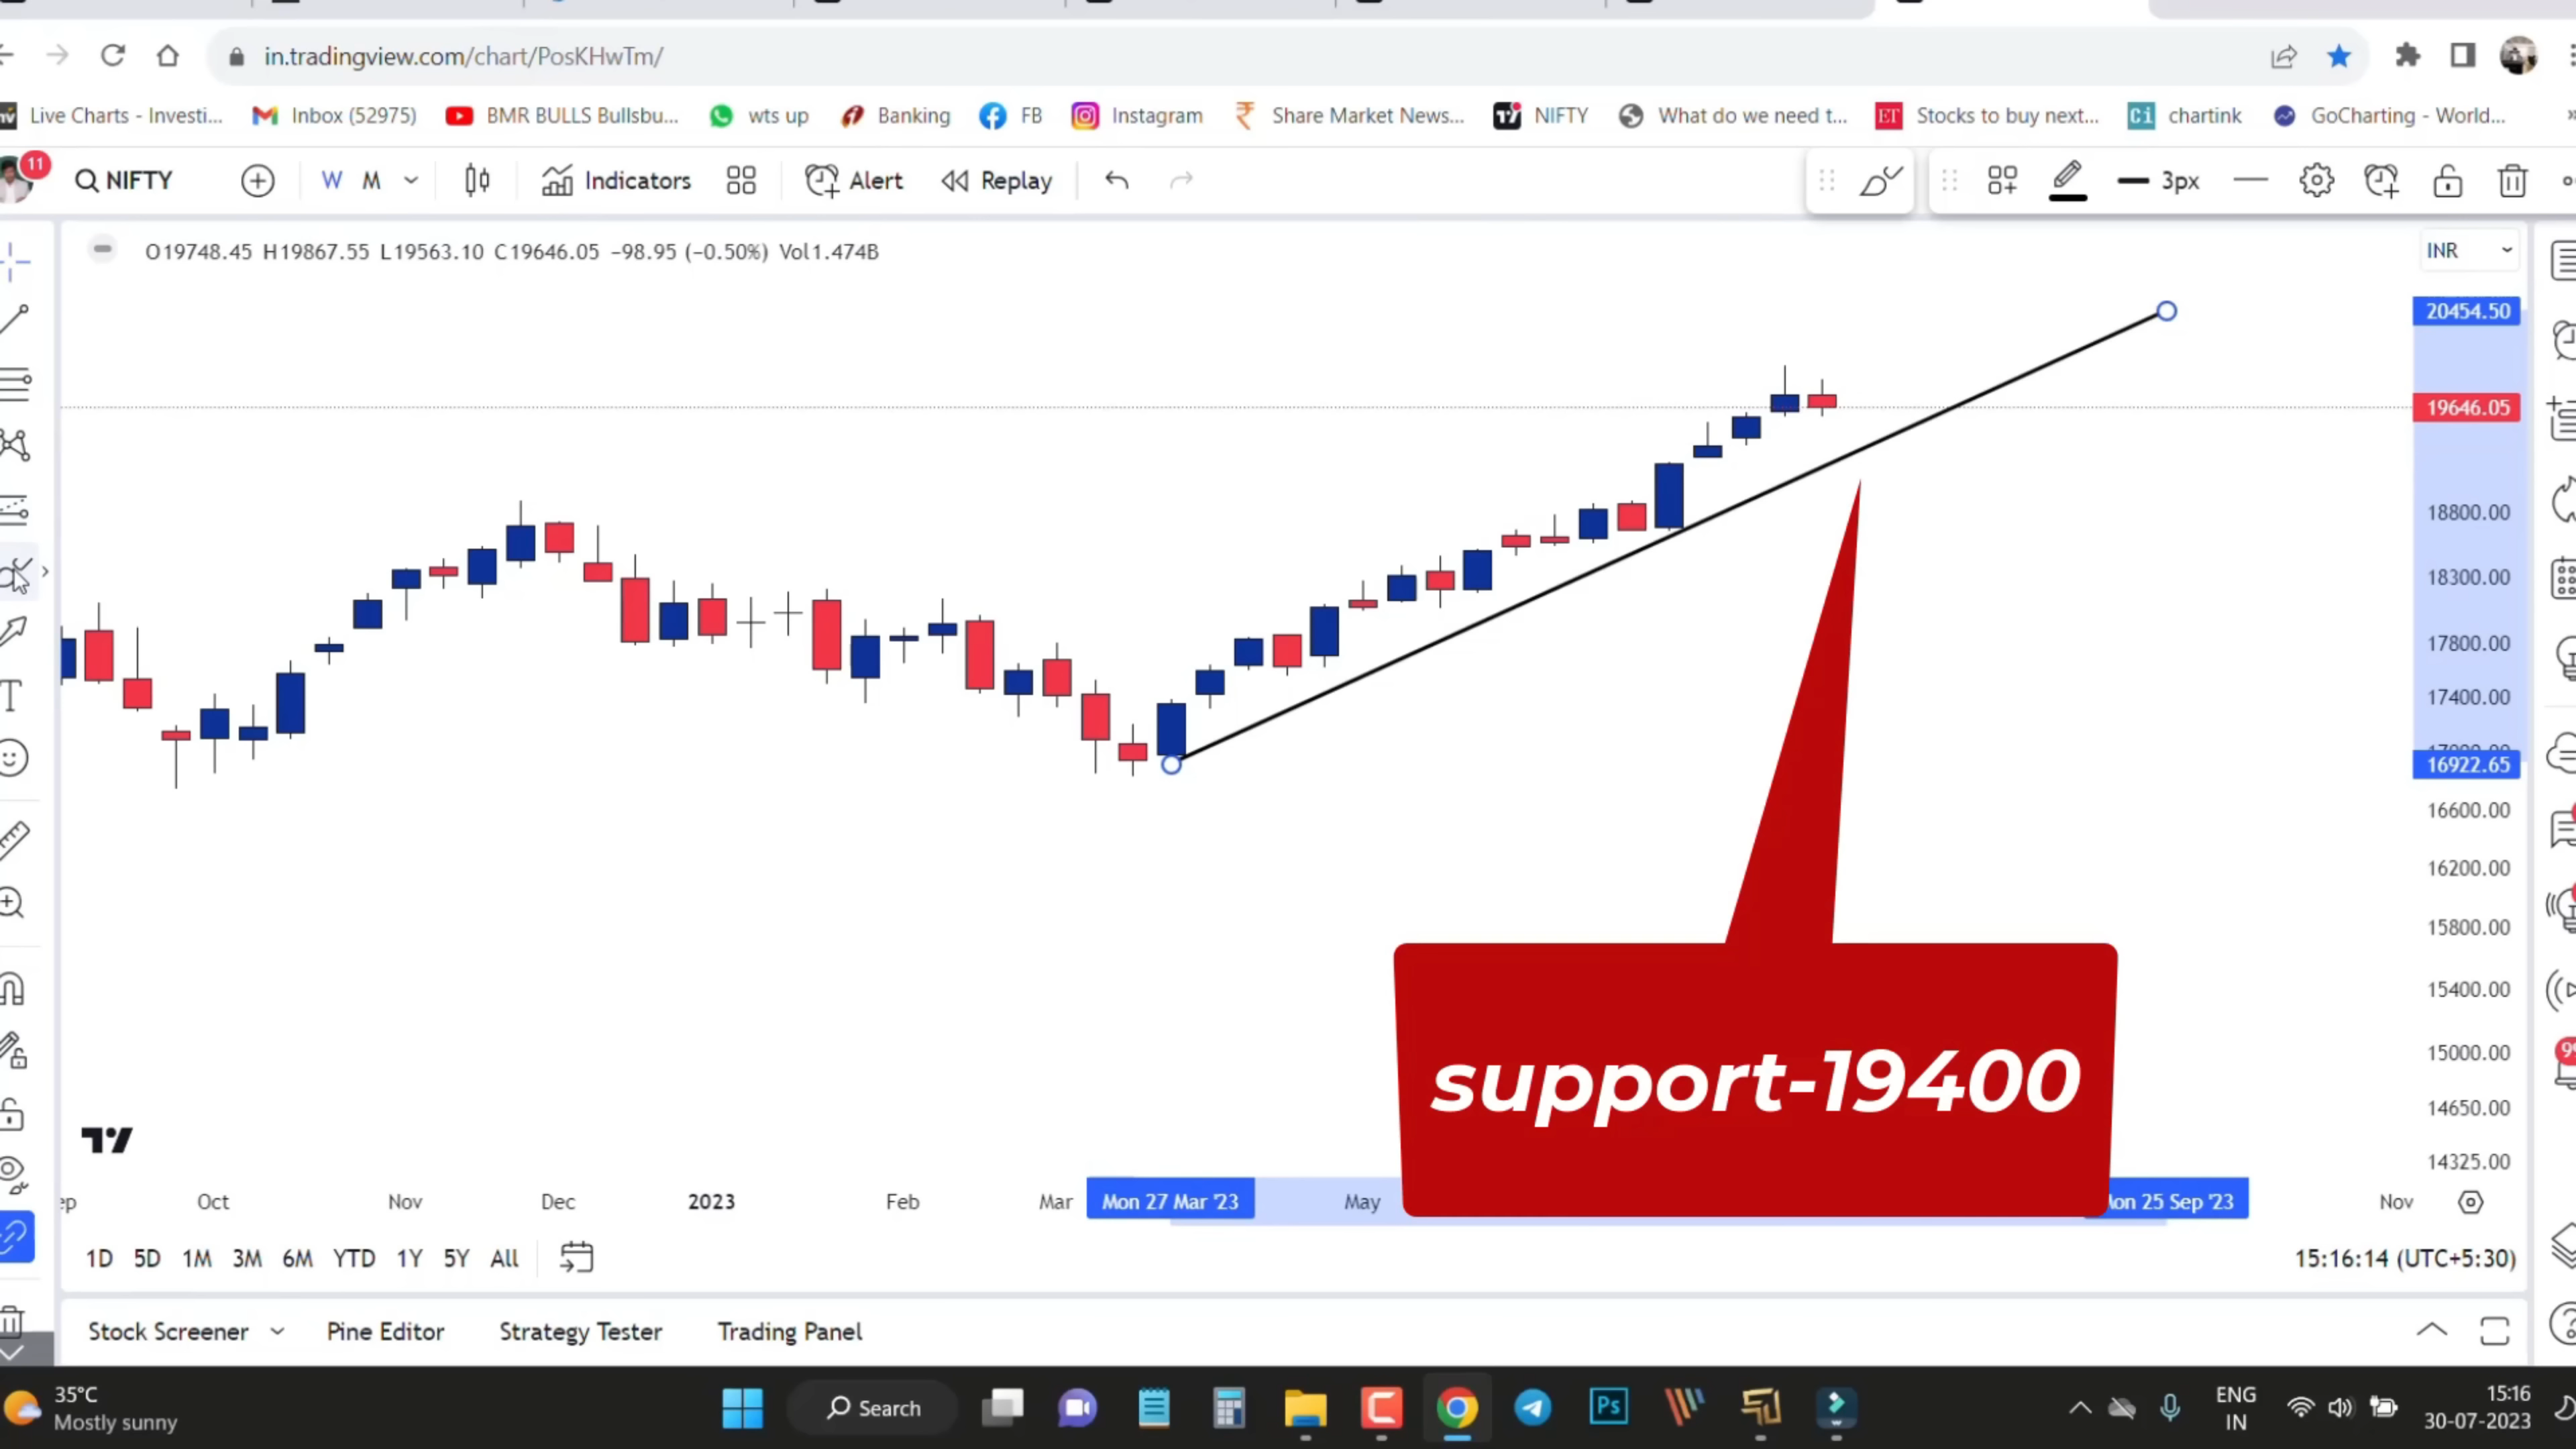 in.tradingview.com/chart/PosKHwTm/
Live Charts - Investi... Inbox (52975) BMR BULLS Bullsbu... wts up Banking FB Instagram Share Market News... NIFTY What do we need t... ET Stocks to buy next... Ci chartink GoCharting - World...
11 NIFTY W M Indicators Alert Replay 3px
O19748.45 H19867.55 L19563.10 C19646.05 −98.95 (−0.50%) Vol1.474B
INR
20454.50
19646.05
18800.00
18300.00
17800.00
17400.00
16922.65
16600.00
16200.00
15800.00
15400.00
15000.00
14650.00
14325.00
support-19400
Oct Nov Dec 2023 Feb Mar Mon 27 Mar '23 May on 25 Sep '23 Nov
1D 5D 1M 3M 6M YTD 1Y 5Y All 15:16:14 (UTC+5:30)
Stock Screener Pine Editor Strategy Tester Trading Panel
35°C
Mostly sunny
Search
Ps
ENG
IN
15:16
30-07-2023